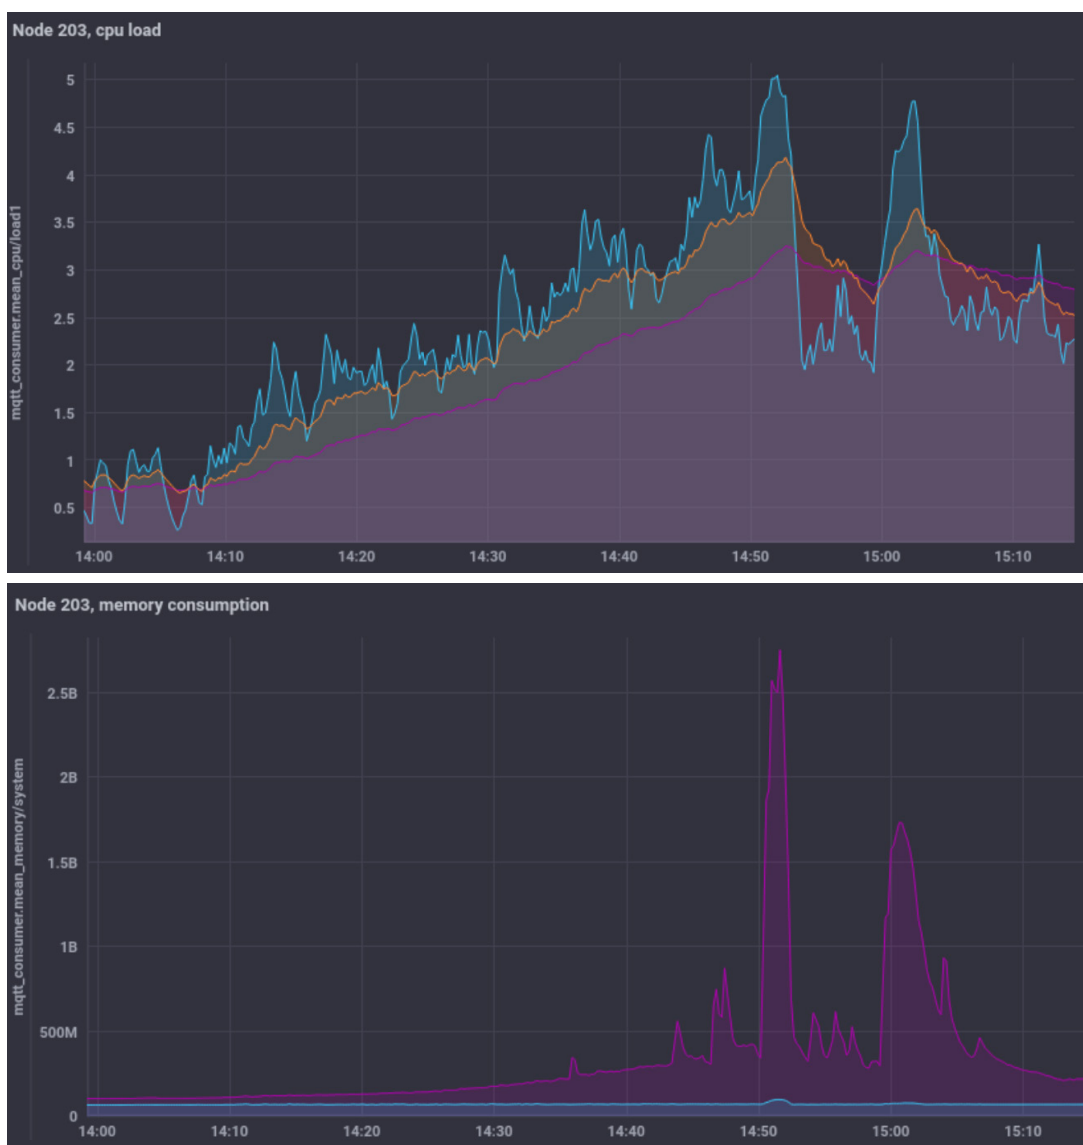 Node 203, cpu load
mqtt_consumer.mean_cpu/load1
5
4.5
4
3.5
3
2.5
2
1.5
1
0.5
14:00 14:10 14:20 14:30 14:40 14:50 15:00 15:10
Node 203, memory consumption
mqtt_consumer.mean_memory/system
2.5B
2B
1.5B
1B
500M
0
14:00 14:10 14:20 14:30 14:40 14:50 15:00 15:10